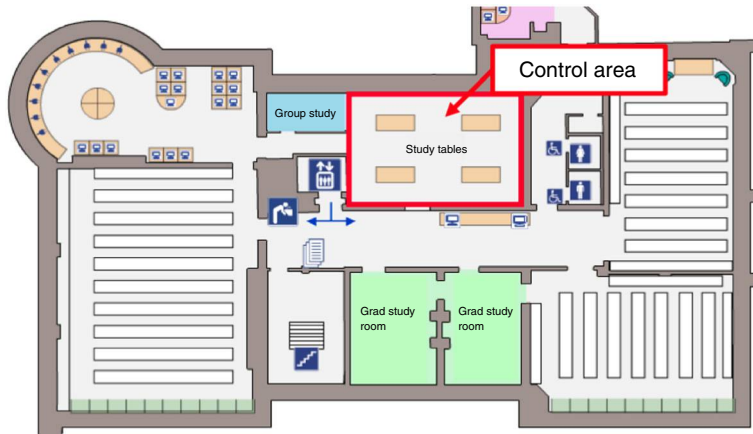 Control area
Group study
Study tables
Grad study
room
Grad study
room